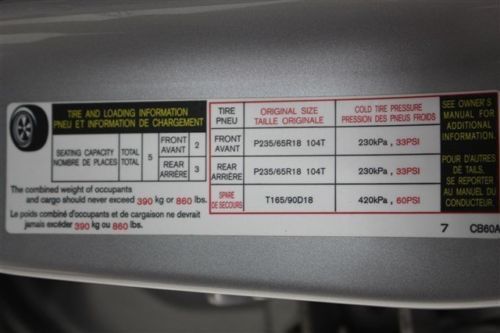 TIRE AND LOADING INFORMATION
PNEU ET INFORMATION DE CHARGEMENT
SEATING CAPACITY TOTAL 5 FRONT AVANT 2
NOMBRE DE PLACES TOTAL REAR ARRIÈRE 3
The combined weight of occupants
and cargo should never exceed 390 kg or 860 lbs.
Le poids combiné d'occupants et de cargaison ne devrait
jamais excéder 390 kg ou 860 lbs.
TIRE PNEU ORIGINAL SIZE TAILLE ORIGINALE COLD TIRE PRESSURE PRESSION DES PNEUS FROIDS
FRONT AVANT P235/65R18 104T 230kPa , 33PSI
REAR ARRIÈRE P235/65R18 104T 230kPa , 33PSI
SPARE DE SECOURS T165/90D18 420kPa , 60PSI
SEE OWNER'S
MANUAL FOR
ADDITIONAL
INFORMATION.
POUR D'AUTRES
DE TAILS,
SE REPORTER
AU MANUEL DU
CONDUCTEUR.
7 CB60A